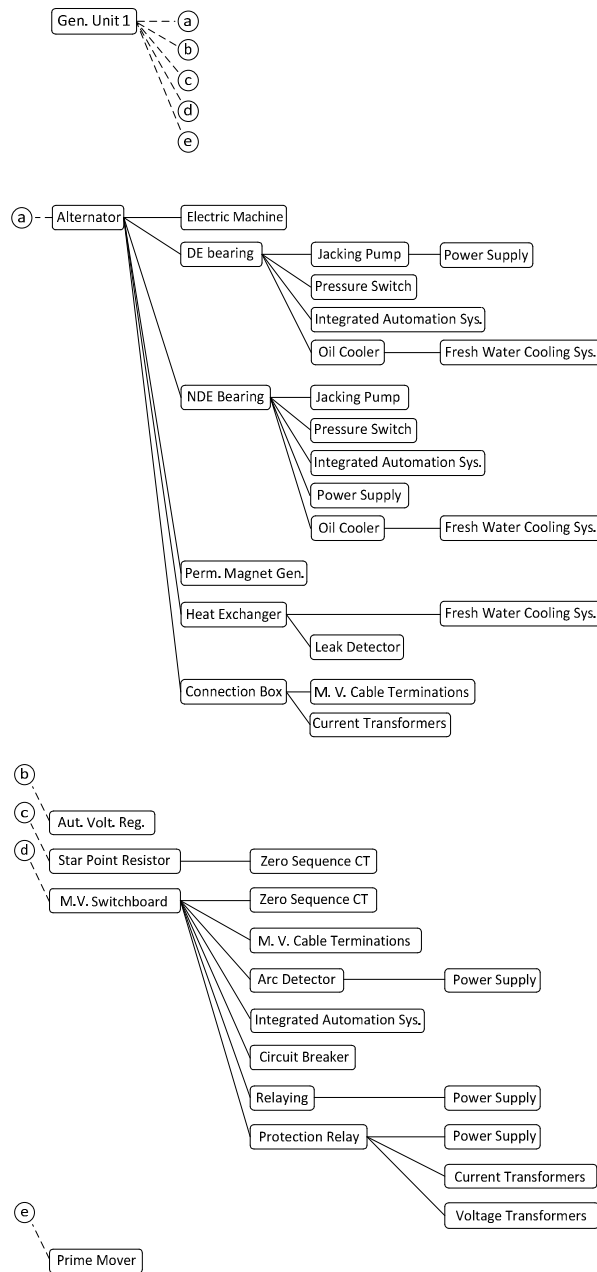 Gen. Unit 1
a
b
c
d
e
a
Alternator
Electric Machine
DE bearing
Jacking Pump
Power Supply
Pressure Switch
Integrated Automation Sys.
Oil Cooler
Fresh Water Cooling Sys.
NDE Bearing
Jacking Pump
Pressure Switch
Integrated Automation Sys.
Power Supply
Oil Cooler
Fresh Water Cooling Sys.
Perm. Magnet Gen.
Heat Exchanger
Fresh Water Cooling Sys.
Leak Detector
Connection Box
M. V. Cable Terminations
Current Transformers
b
Aut. Volt. Reg.
c
Star Point Resistor
Zero Sequence CT
d
M.V. Switchboard
Zero Sequence CT
M. V. Cable Terminations
Arc Detector
Power Supply
Integrated Automation Sys.
Circuit Breaker
Relaying
Power Supply
Protection Relay
Power Supply
Current Transformers
Voltage Transformers
e
Prime Mover